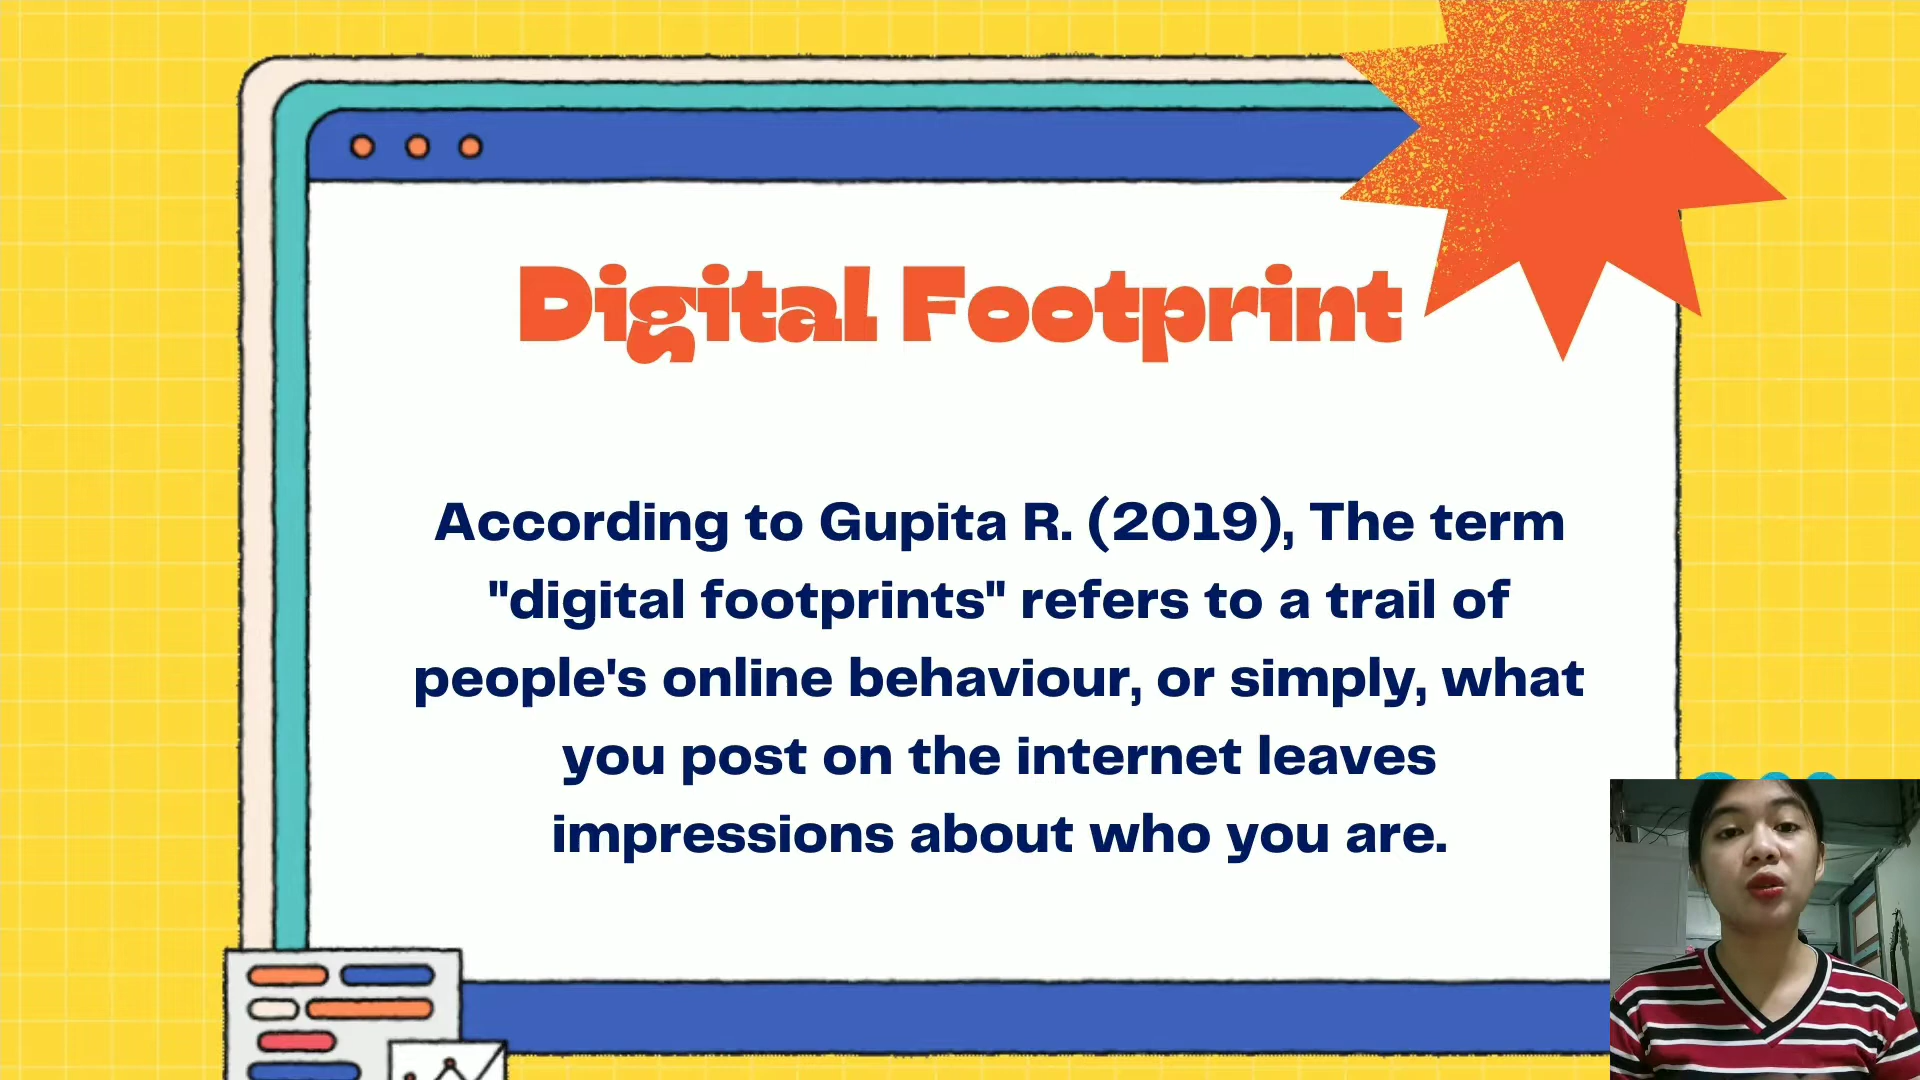 Digital Footprint
According to Gupita R. (2019), The term
"digital footprints" refers to a trail of
people's online behaviour, or simply, what
you post on the internet leaves
impressions about who you are.